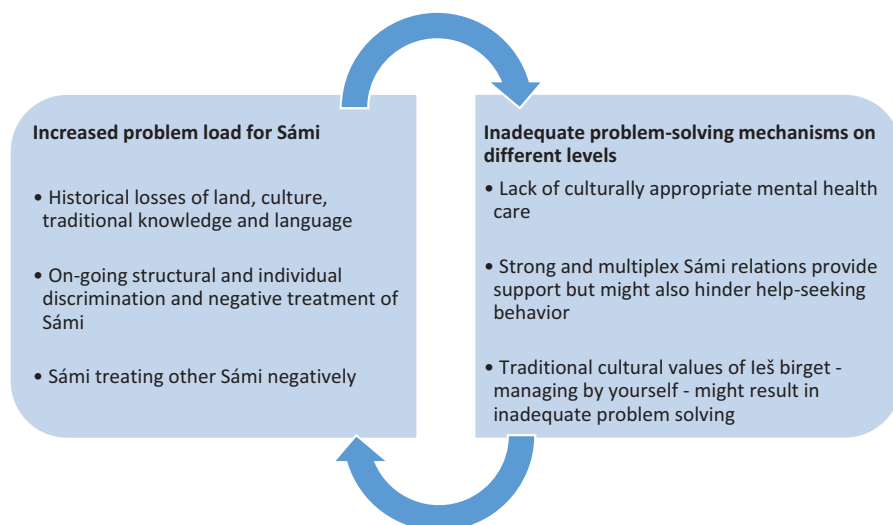 Increased problem load for Sámi
• Historical losses of land, culture,
traditional knowledge and language
• On-going structural and individual
discrimination and negative treatment of
Sámi
• Sámi treating other Sámi negatively
Inadequate problem-solving mechanisms on
different levels
• Lack of culturally appropriate mental health
care
• Strong and multiplex Sámi relations provide
support but might also hinder help-seeking
behavior
• Traditional cultural values of Ieš birget -
managing by yourself - might result in
inadequate problem solving